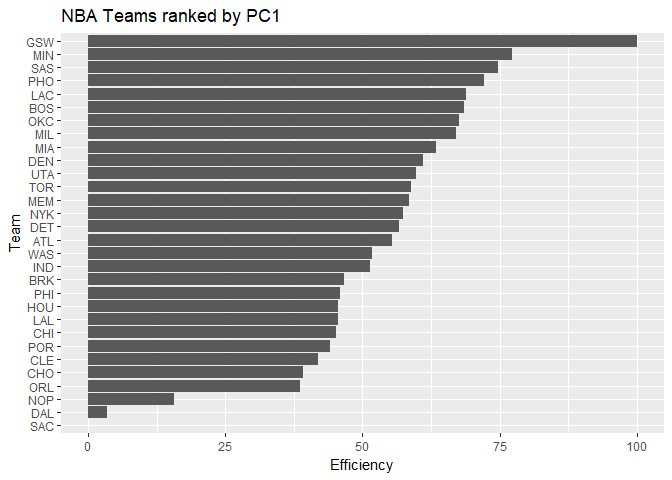 NBA Teams ranked by PC1
Team
GSW
MIN
SAS
PHO
LAC
BOS
OKC
MIL
MIA
DEN
UTA
TOR
MEM
NYK
DET
ATL
WAS
IND
BRK
PHI
HOU
LAL
CHI
POR
CLE
CHO
ORL
NOP
DAL
SAC
0 25 50 75 100
Efficiency